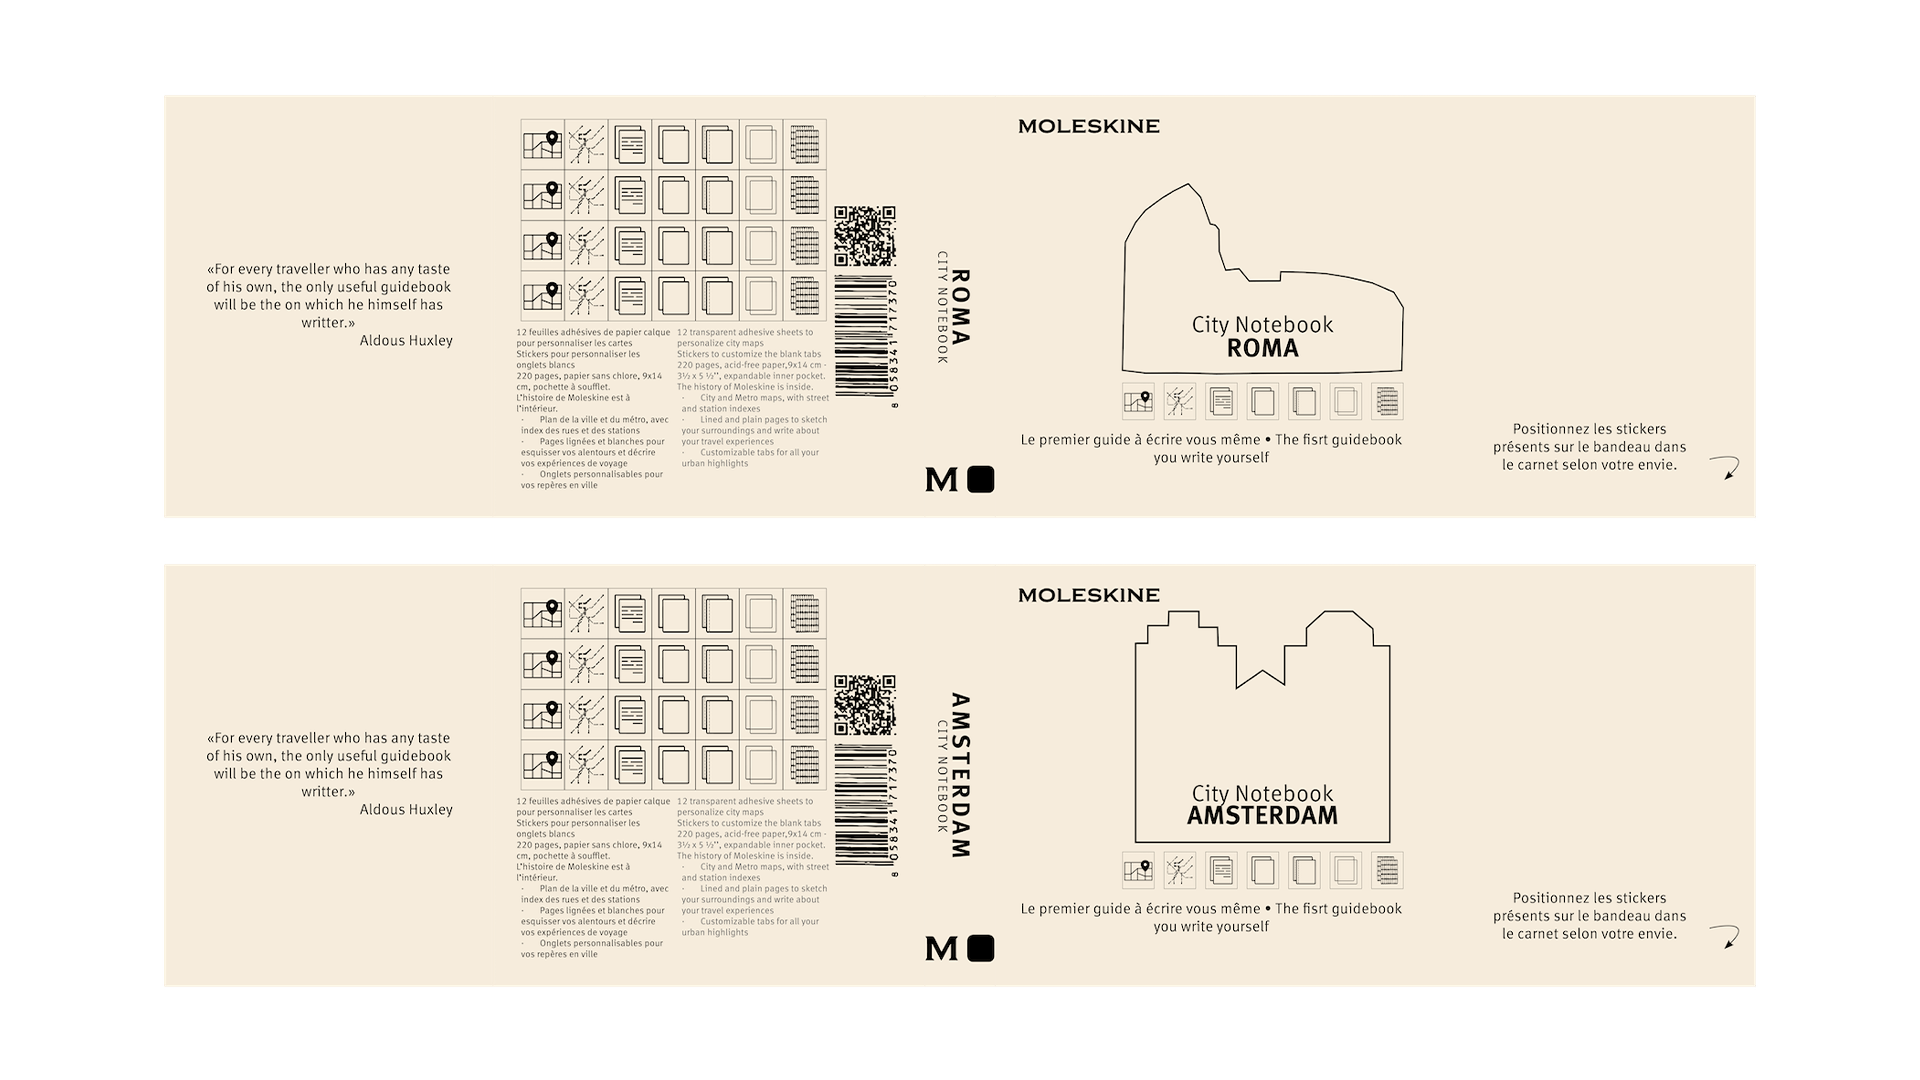 «For every traveller who has any taste
of his own, the only useful guidebook
will be the on which he himself has
writter.»
Aldous Huxley
12 feuilles adhésives de papier calque
pour personnaliser les cartes
Stickers pour personnaliser les
onglets blancs
220 pages, papier sans chlore, 9x14
cm, pochette à soufflet.
L'histoire de Moleskine est à
l'intérieur.
· Plan de la ville et du métro, avec
index des rues et des stations
· Pages lignées et blanches pour
esquisser vos alentours et décrire
vos expériences de voyage
· Onglets personnalisables pour
vos repères en ville
12 transparent adhesive sheets to
personalize city maps
Stickers to customize the blank tabs
220 pages, acid-free paper,9x14 cm -
3½ x 5 ½'', expandable inner pocket.
The history of Moleskine is inside.
· City and Metro maps, with street
and station indexes
· Lined and plain pages to sketch
your surroundings and write about
your travel experiences
· Customizable tabs for all your
urban highlights
8 058341 717370
ROMA
CITY NOTEBOOK
M
MOLESKINE
City Notebook
ROMA
Le premier guide à écrire vous même • The fisrt guidebook
you write yourself
Positionnez les stickers
présents sur le bandeau dans
le carnet selon votre envie.
«For every traveller who has any taste
of his own, the only useful guidebook
will be the on which he himself has
writter.»
Aldous Huxley
12 feuilles adhésives de papier calque
pour personnaliser les cartes
Stickers pour personnaliser les
onglets blancs
220 pages, papier sans chlore, 9x14
cm, pochette à soufflet.
L'histoire de Moleskine est à
l'intérieur.
· Plan de la ville et du métro, avec
index des rues et des stations
· Pages lignées et blanches pour
esquisser vos alentours et décrire
vos expériences de voyage
· Onglets personnalisables pour
vos repères en ville
12 transparent adhesive sheets to
personalize city maps
Stickers to customize the blank tabs
220 pages, acid-free paper,9x14 cm -
3½ x 5 ½'', expandable inner pocket.
The history of Moleskine is inside.
· City and Metro maps, with street
and station indexes
· Lined and plain pages to sketch
your surroundings and write about
your travel experiences
· Customizable tabs for all your
urban highlights
8 058341 717370
AMSTERDAM
CITY NOTEBOOK
M
MOLESKINE
City Notebook
AMSTERDAM
Le premier guide à écrire vous même • The fisrt guidebook
you write yourself
Positionnez les stickers
présents sur le bandeau dans
le carnet selon votre envie.